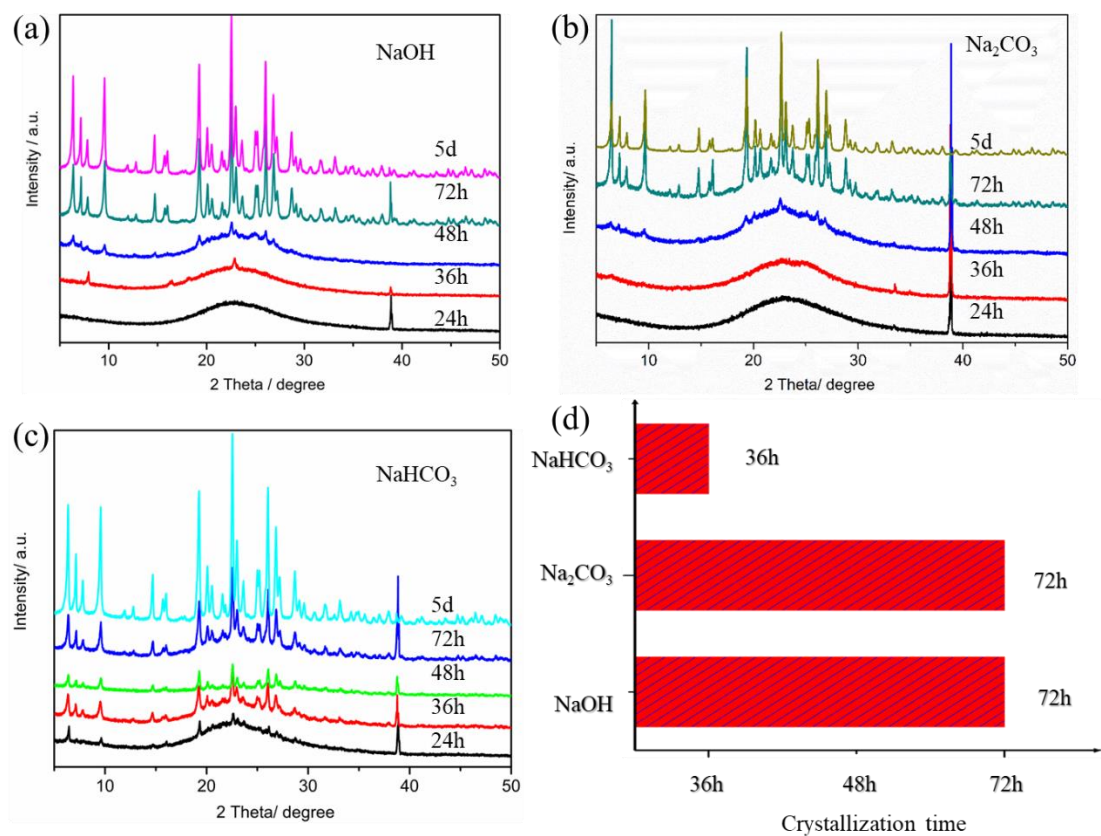 (a)
NaOH
Intensity / a.u.
5d
72h
48h
36h
24h
10 20 30 40 50
2 Theta/ degree
(b)
Na₂CO₃
Intensity/ a.u.
5d
72h
48h
36h
24h
10 20 30 40 50
2 Theta/ degree
(c)
NaHCO₃
Intensity/ a.u.
5d
72h
48h
36h
24h
10 20 30 40 50
2 Theta/ degree
(d)
NaHCO₃
36h
Na₂CO₃
72h
NaOH
72h
36h 48h 72h
Crystallization time